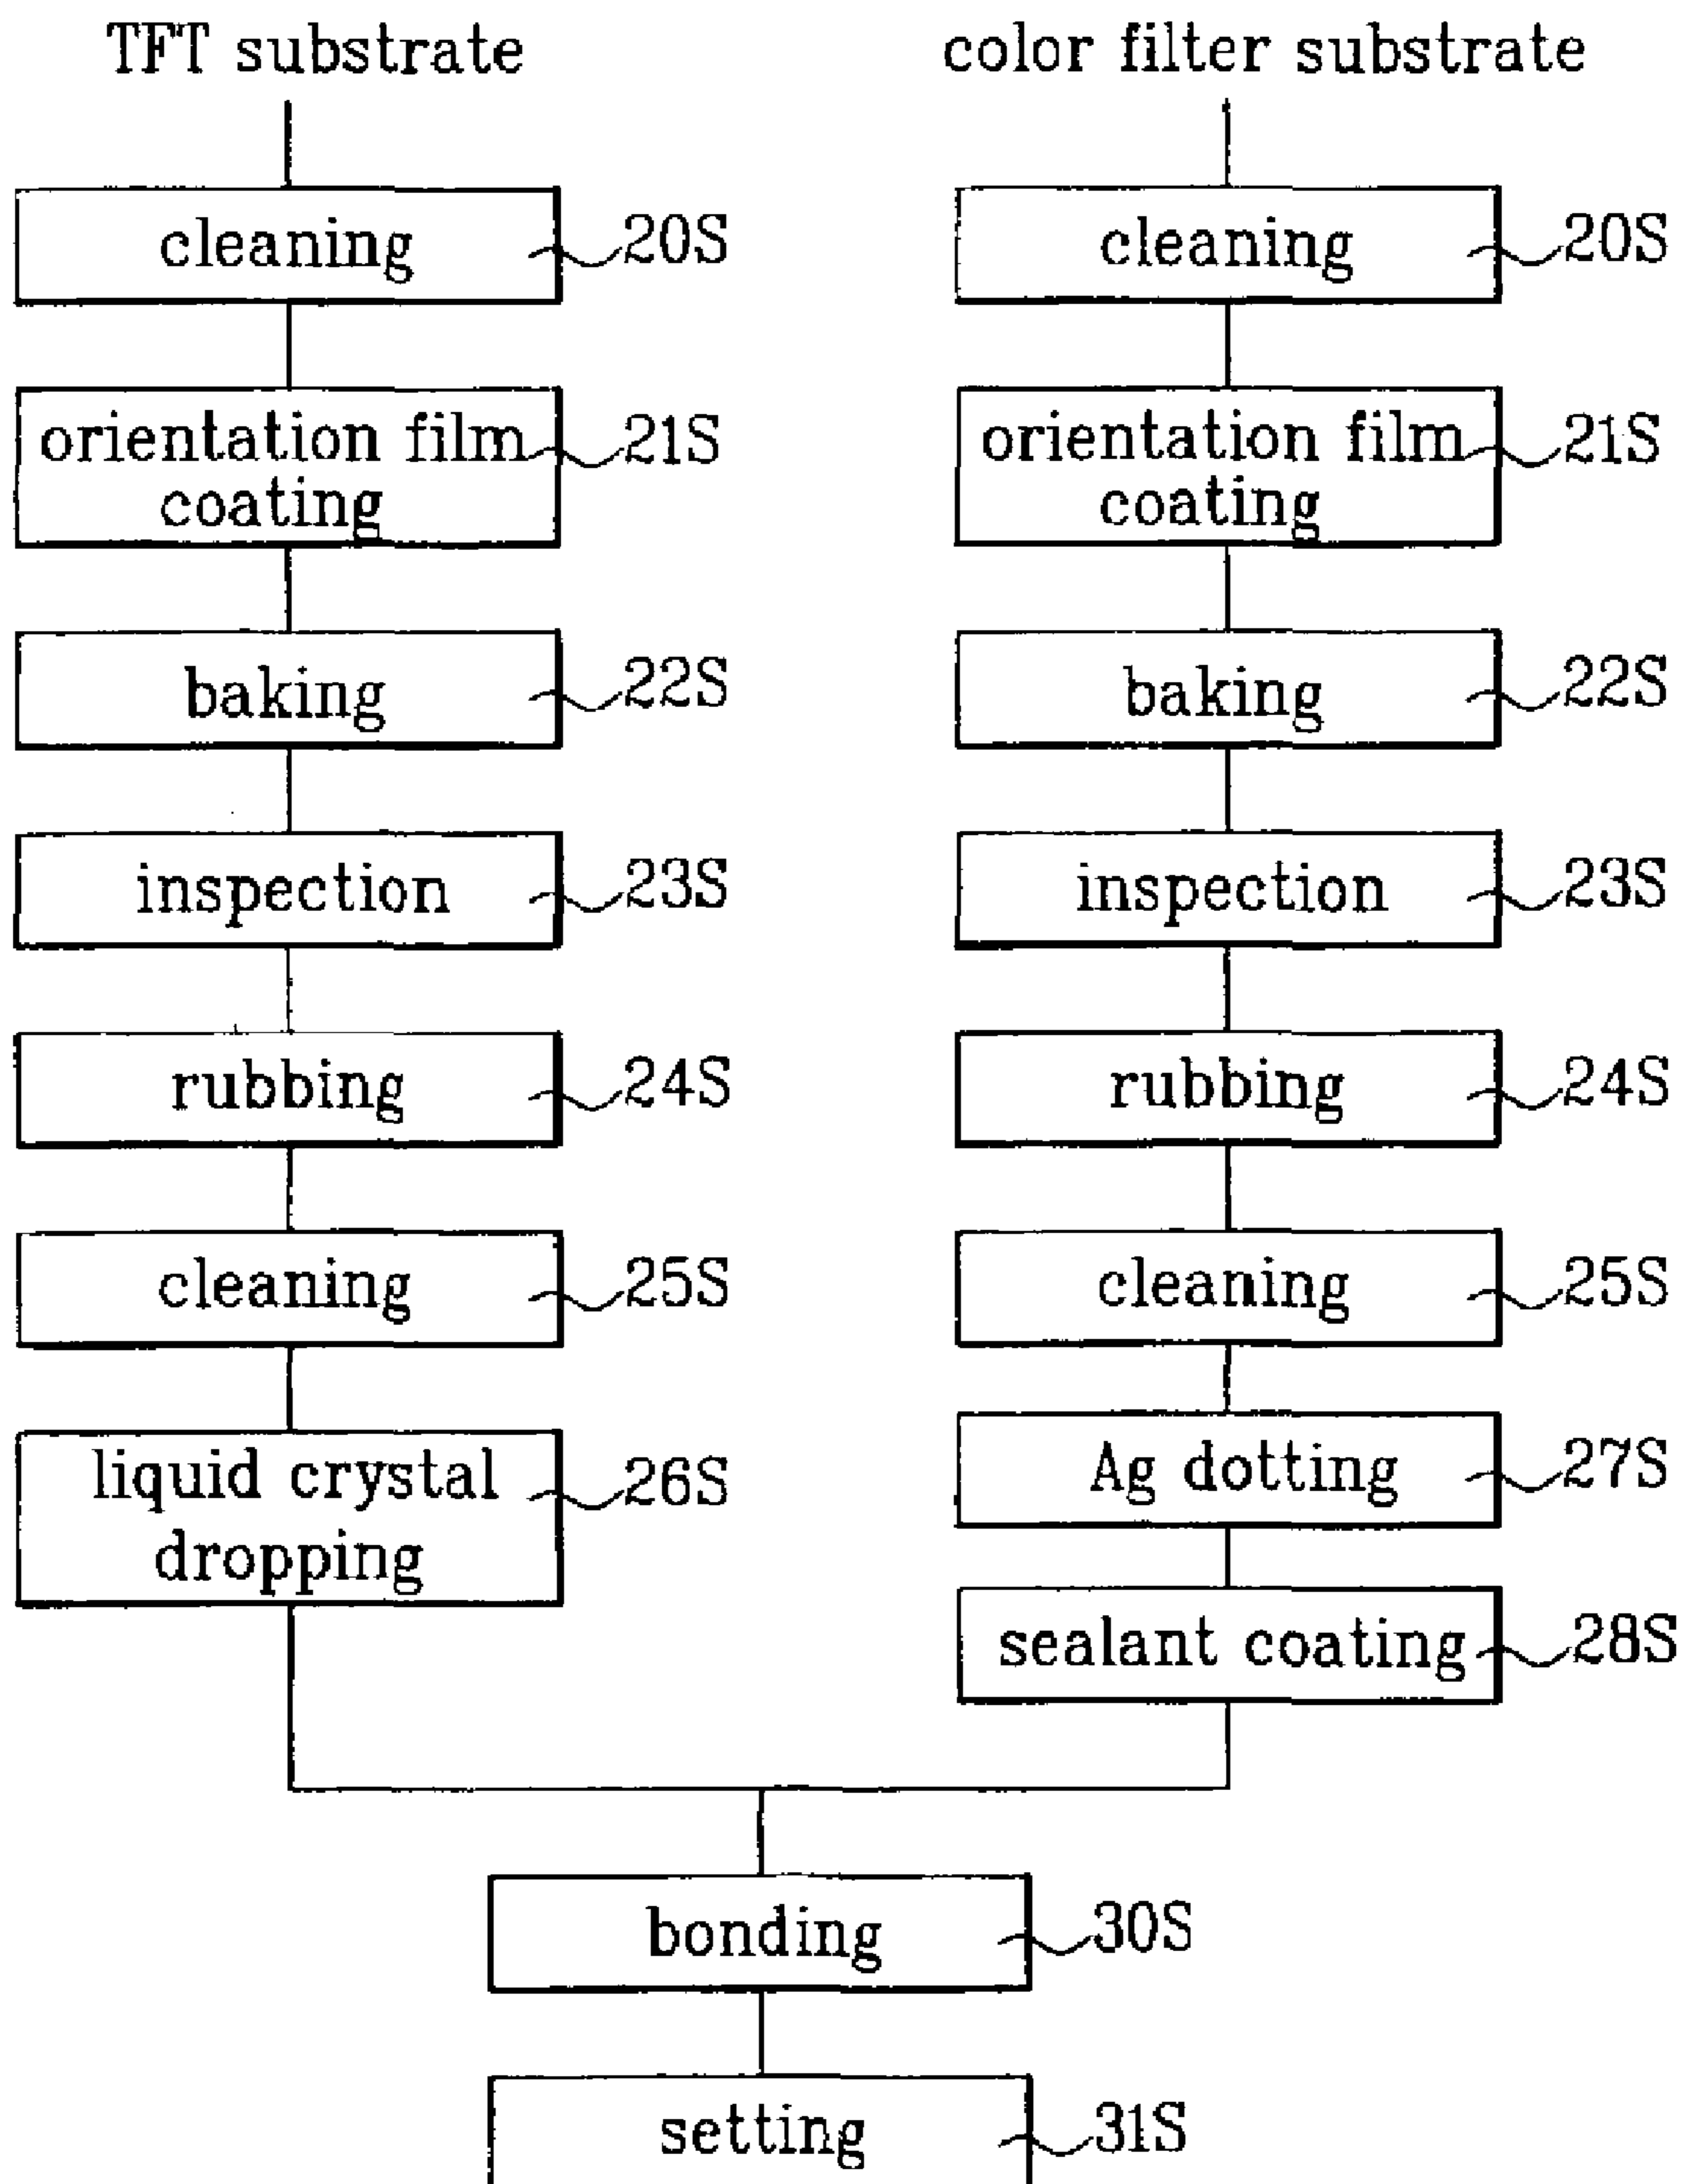 TFT substrate
cleaning 20S
orientation film 21S
coating
baking 22S
inspection 23S
rubbing 24S
cleaning 25S
liquid crystal 26S
dropping
color filter substrate
cleaning 20S
orientation film 21S
coating
baking 22S
inspection 23S
rubbing 24S
cleaning 25S
Ag dotting 27S
sealant coating 28S
bonding 30S
setting 31S